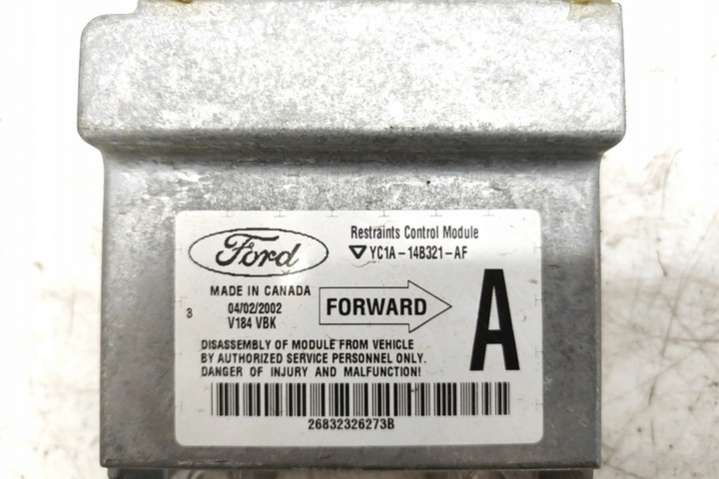 Ford
Restraints Control Module
YC1A-14B321-AF
MADE IN CANADA
04/02/2002
3
V184 VBK
FORWARD
A
DISASSEMBLY OF MODULE FROM VEHICLE
BY AUTHORIZED SERVICE PERSONNEL ONLY.
DANGER OF INJURY AND MALFUNCTION!
26832326273B